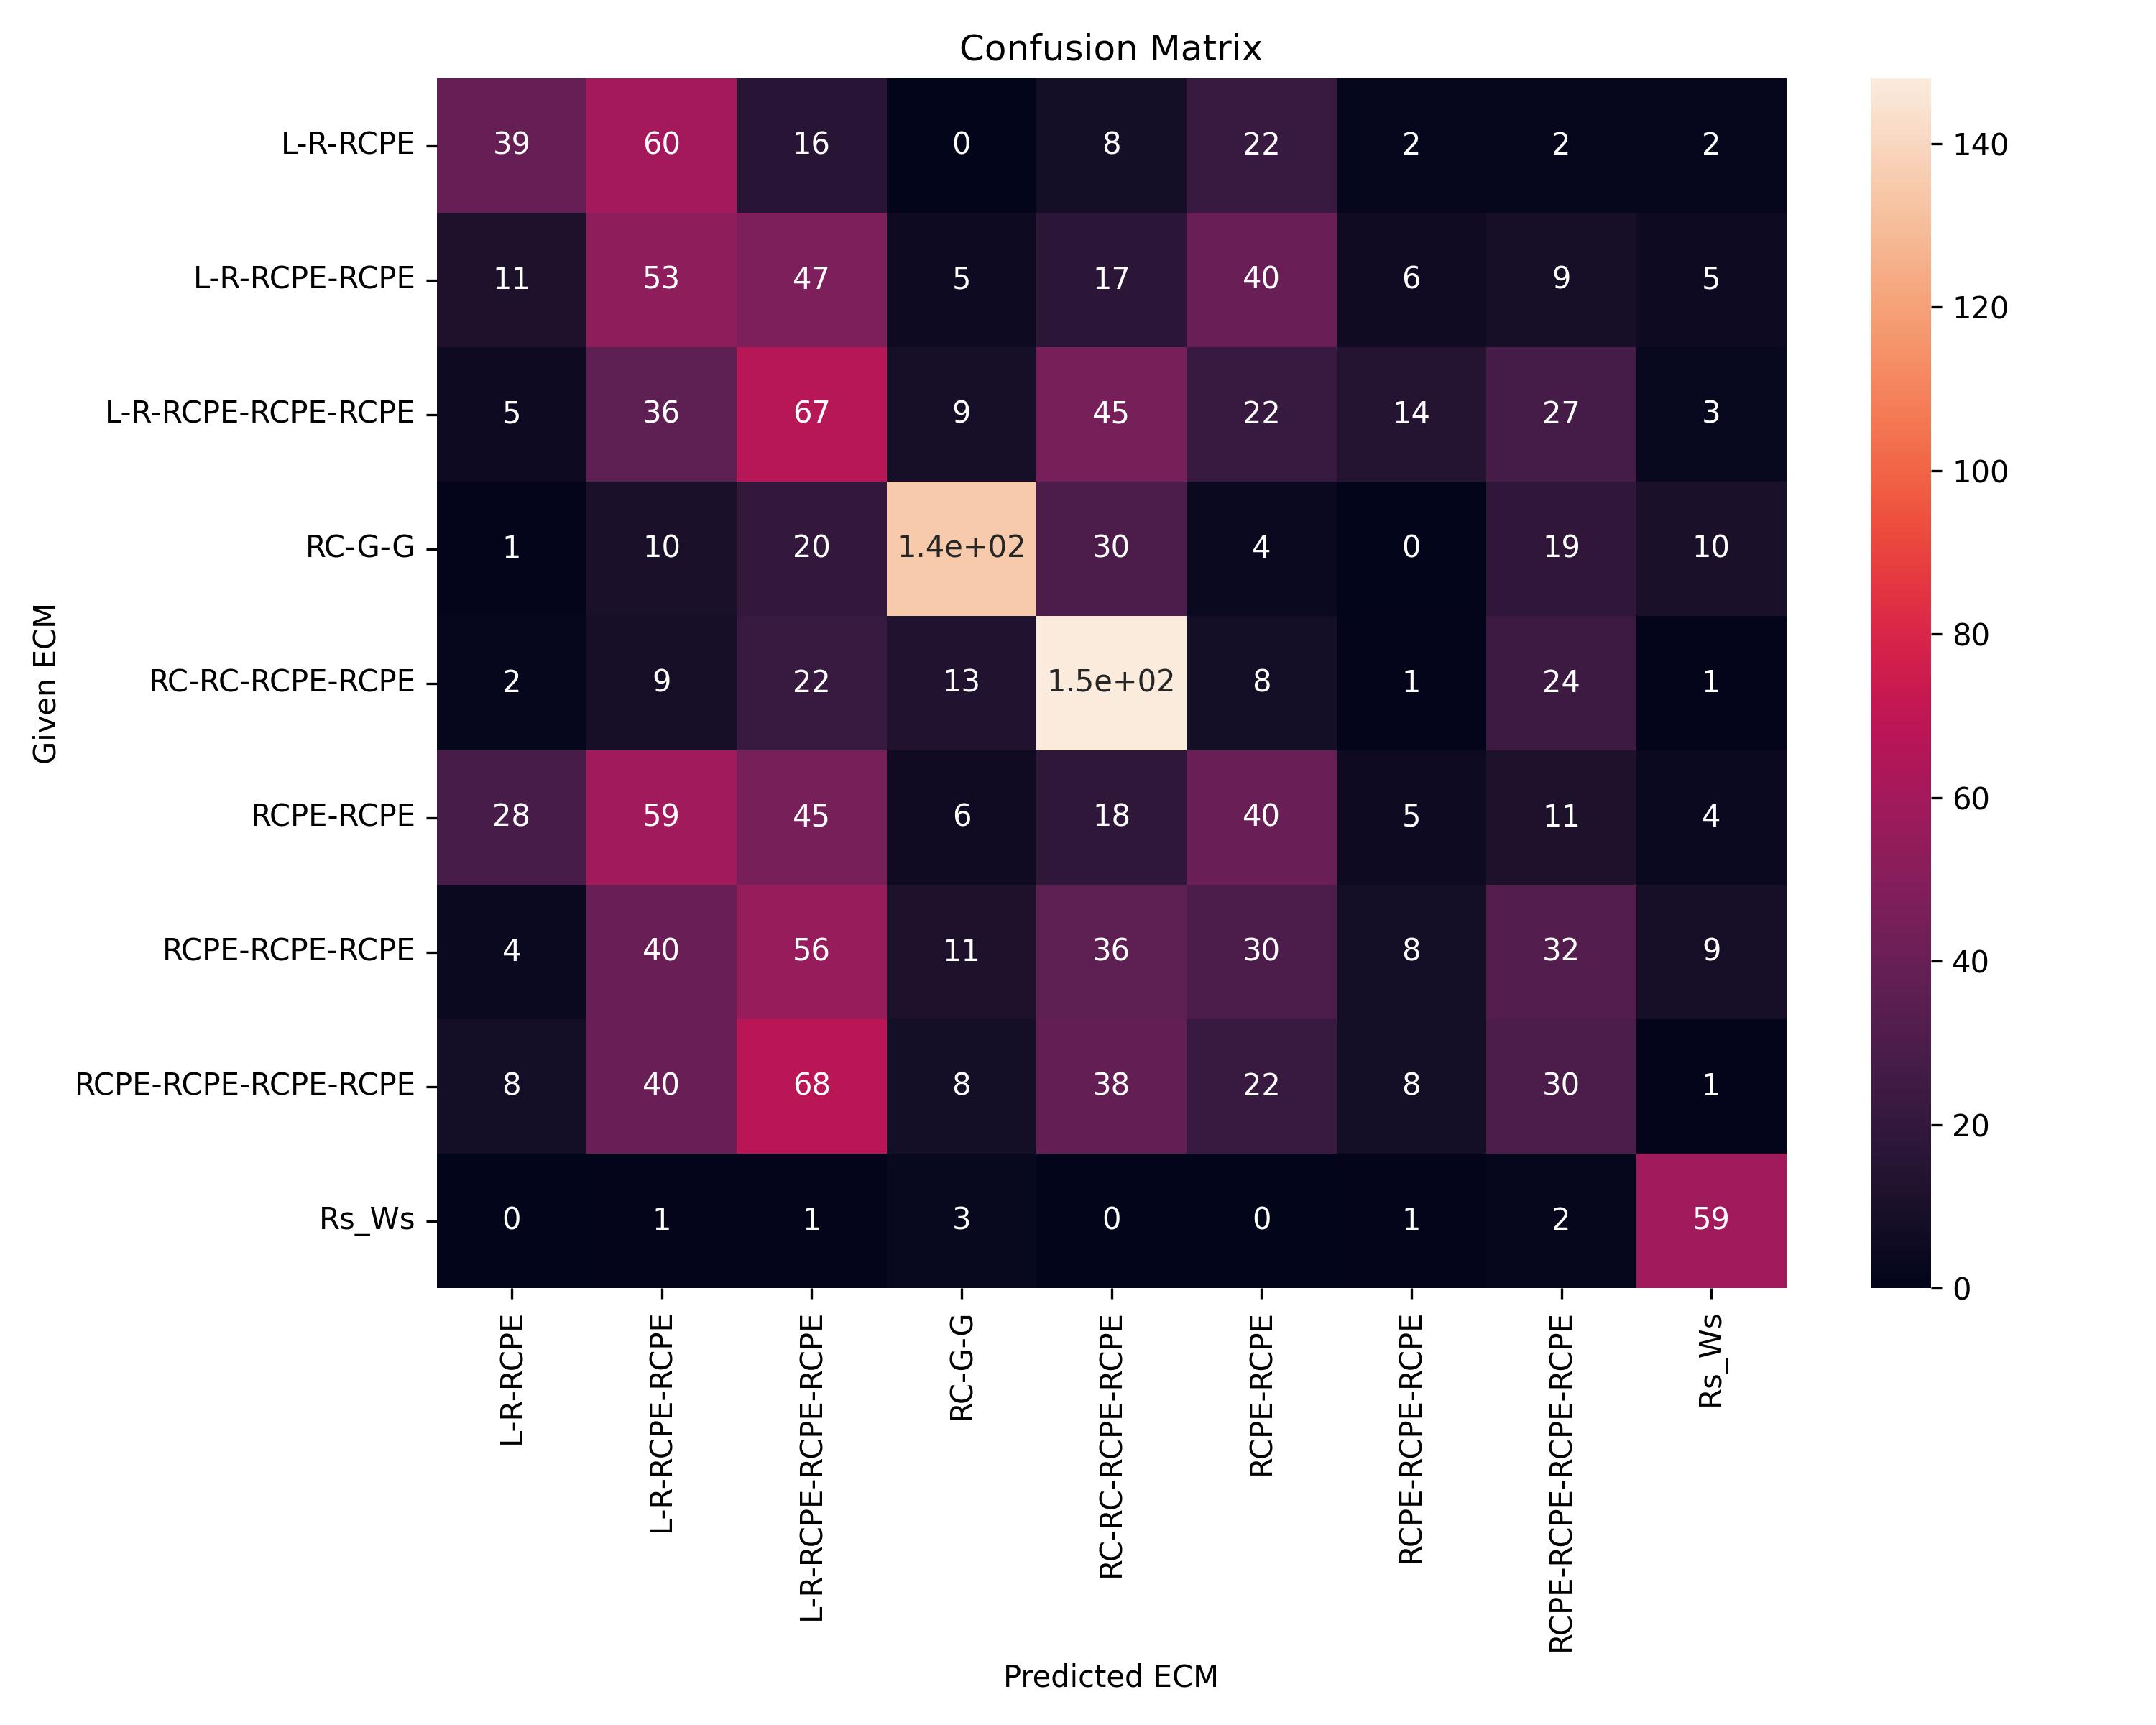 Confusion Matrix
L-R-RCPE 39 60 16 0 8 22 2 2 2
L-R-RCPE-RCPE 11 53 47 5 17 40 6 9 5
L-R-RCPE-RCPE-RCPE 5 36 67 9 45 22 14 27 3
RC-G-G 1 10 20 1.4e+02 30 4 0 19 10
RC-RC-RCPE-RCPE 2 9 22 13 1.5e+02 8 1 24 1
RCPE-RCPE 28 59 45 6 18 40 5 11 4
RCPE-RCPE-RCPE 4 40 56 11 36 30 8 32 9
RCPE-RCPE-RCPE-RCPE 8 40 68 8 38 22 8 30 1
Rs_Ws 0 1 1 3 0 0 1 2 59
Given ECM
L-R-RCPE
L-R-RCPE-RCPE
L-R-RCPE-RCPE-RCPE
RC-G-G
RC-RC-RCPE-RCPE
RCPE-RCPE
RCPE-RCPE-RCPE
RCPE-RCPE-RCPE-RCPE
Rs_Ws
Predicted ECM
140
120
100
80
60
40
20
0